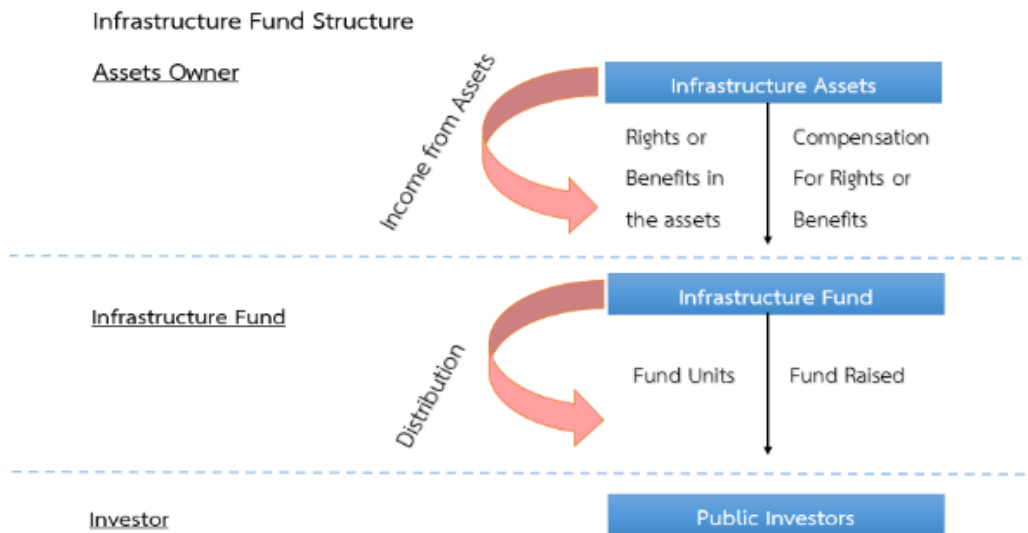 Infrastructure Fund Structure
Assets Owner
Income from Assets
Infrastructure Assets
Rights or
Benefits in
the assets
Compensation
For Rights or
Benefits
Infrastructure Fund
Distribution
Infrastructure Fund
Fund Units
Fund Raised
Investor
Public Investors